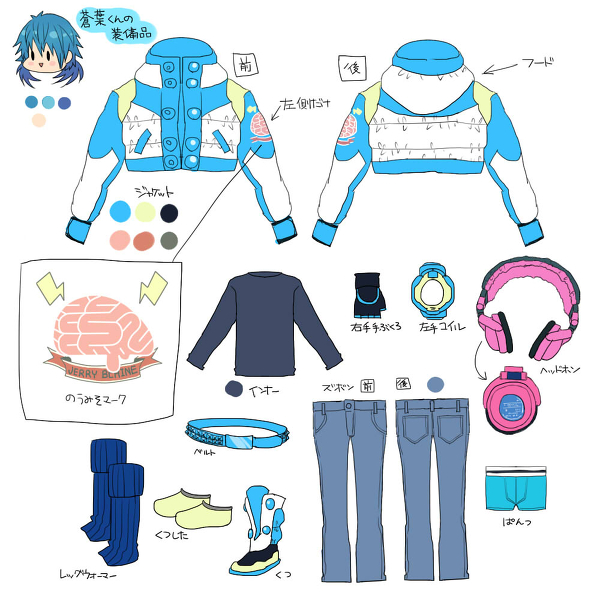 蒼葉くんの
装備品
前
後
フード
左側だけ
ジャケット
JERRY BEHINE
のうみそマーク
インナー
右手手ぶくろ
左手コイル
ヘッドホン
ズボン
前
後
ベルト
ぱんつ
くつした
くつ
レッグウォーマー